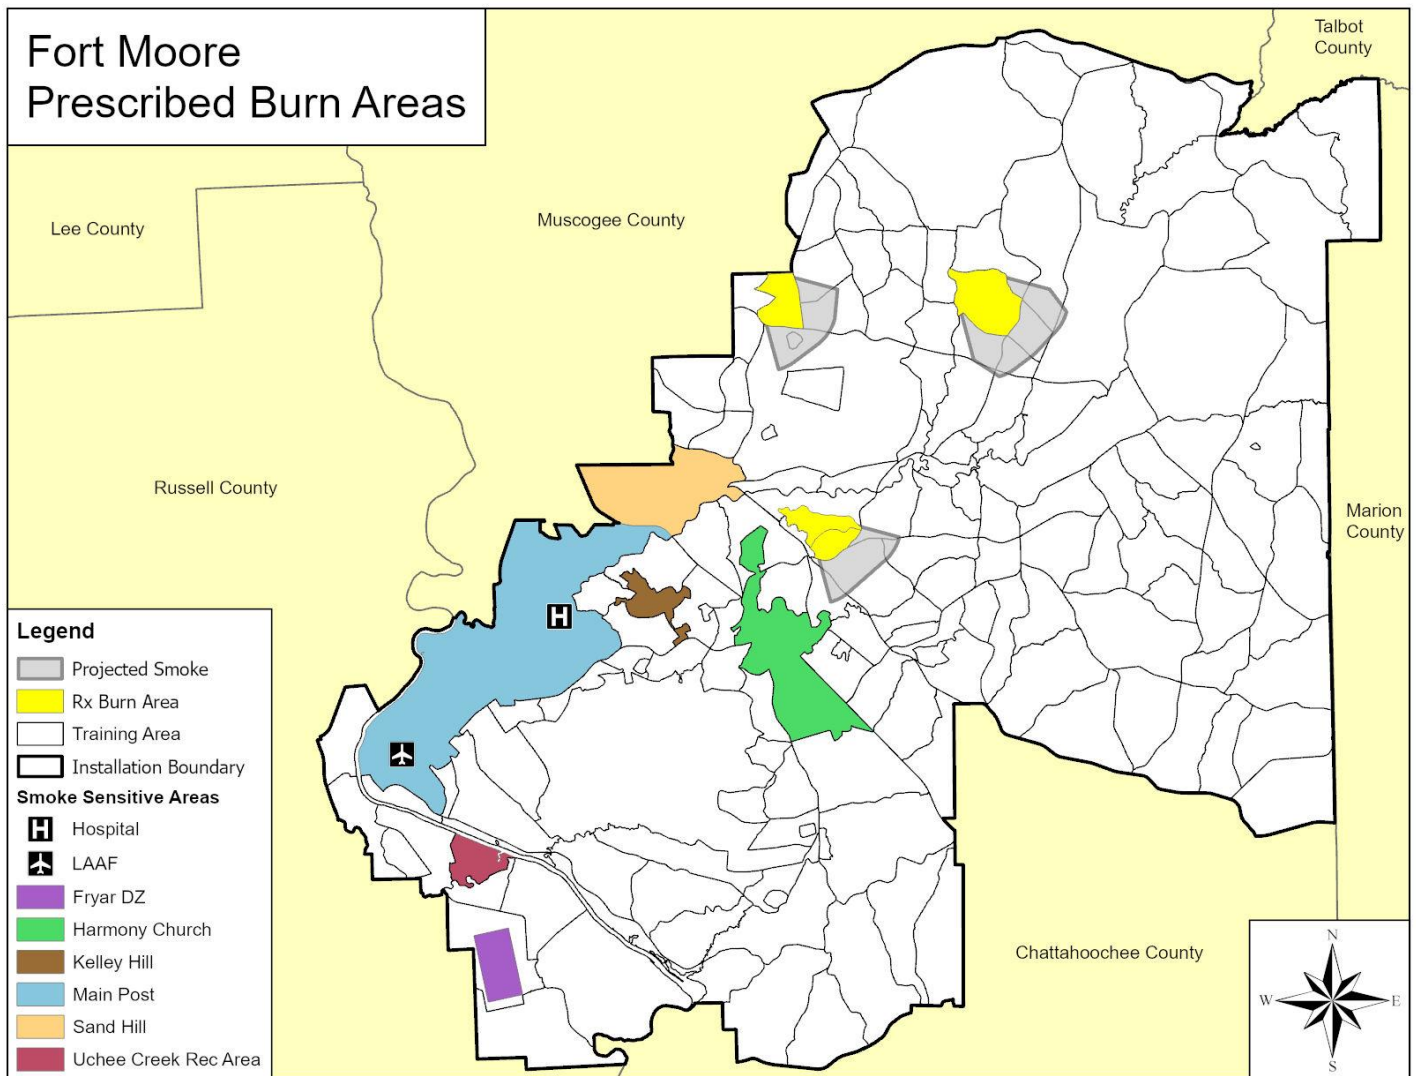 Fort Moore
Prescribed Burn Areas
Talbot
County
Lee County
Muscogee County
Russell County
Marion
County
Chattahoochee County
H
Legend
Projected Smoke
Rx Burn Area
Training Area
Installation Boundary
Smoke Sensitive Areas
H
Hospital
LAAF
Fryar DZ
Harmony Church
Kelley Hill
Main Post
Sand Hill
Uchee Creek Rec Area
N
W
E
S